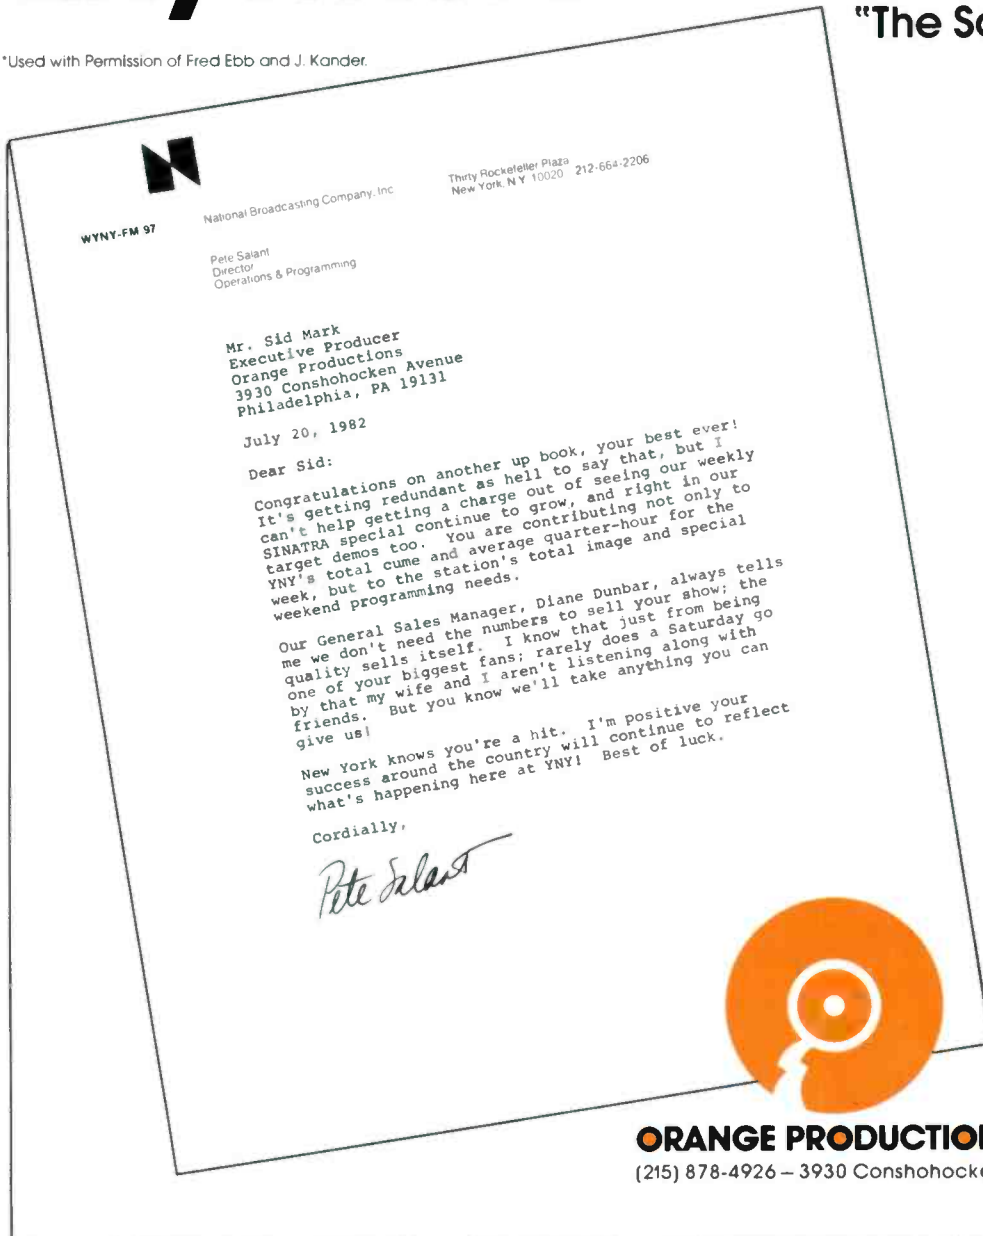 "The
*Used with Permission of Fred Ebb and J. Kander.
N
National Broadcasting Company, Inc
Thirty Rockefeller Plaza
New York, N Y 10020 212-664-2206
WYNY-FM 97
Pete Salant
Director
Operations & Programming
Mr. Sid Mark
Executive Producer
Orange Productions
3930 Conshohocken Avenue
Philadelphia, PA 19131
July 20, 1982
Dear Sid:
Congratulations on another up book, your best ever!
It's getting redundant as hell to say that, but I
can't help getting a charge out of seeing our weekly
SINATRA special continue to grow, and right in our
target demos too. You are contributing not only to
YNY's total cume and average quarter-hour for the
week, but to the station's total image and special
weekend programming needs.
Our General Sales Manager, Diane Dunbar, always tells
me we don't need the numbers to sell your show; the
quality sells itself. I know that just from being
one of your biggest fans; rarely does a Saturday go
by that my wife and I aren't listening along with
friends. But you know we'll take anything you can
give us!
New York knows you're a hit. I'm positive your
success around the country will continue to reflect
what's happening here at YNY! Best of luck.
Cordially,
Pete Salant
ORANGE PRODUCTION
(215) 878-4926 – 3930 Conshohock